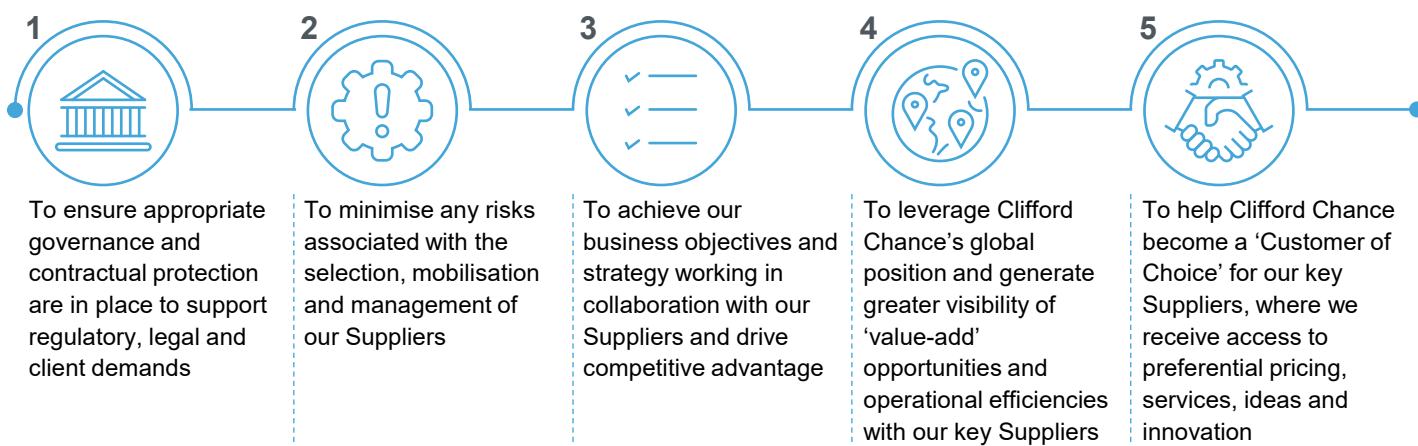 1
To ensure appropriate
governance and
contractual protection
are in place to support
regulatory, legal and
client demands
2
To minimise any risks
associated with the
selection, mobilisation
and management of
our Suppliers
3
To achieve our
business objectives and
strategy working in
collaboration with our
Suppliers and drive
competitive advantage
4
To leverage Clifford
Chance’s global
position and generate
greater visibility of
‘value-add’
opportunities and
operational efficiencies
with our key Suppliers
5
To help Clifford Chance
become a ‘Customer of
Choice’ for our key
Suppliers, where we
receive access to
preferential pricing,
services, ideas and
innovation